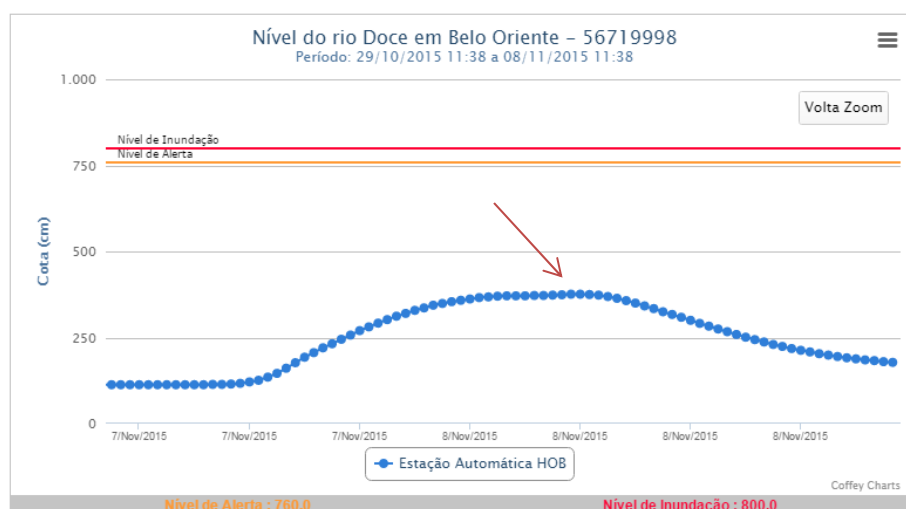 Nível do rio Doce em Belo Oriente – 56719998
Período: 29/10/2015 11:38 a 08/11/2015 11:38
1.000
Volta Zoom
Nível de Inundação
Nível de Alerta
750
500
Cota (cm)
250
0
7/Nov/2015 7/Nov/2015 7/Nov/2015 8/Nov/2015 8/Nov/2015 8/Nov/2015 8/Nov/2015
Estação Automática HOB
Coffey Charts
Nível de Alerta : 760.0 Nível de Inundação : 800.0